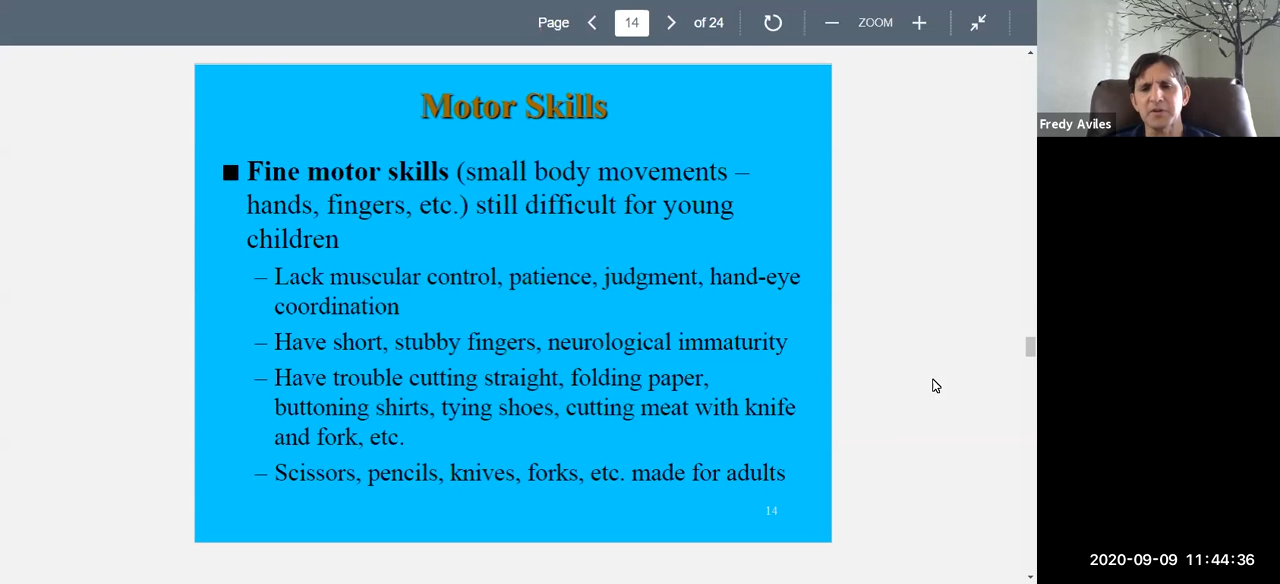 Page 14 of 24 ZOOM
Fredy Aviles
Motor Skills
■ Fine motor skills (small body movements –
hands, fingers, etc.) still difficult for young
children
– Lack muscular control, patience, judgment, hand-eye
coordination
– Have short, stubby fingers, neurological immaturity
– Have trouble cutting straight, folding paper,
buttoning shirts, tying shoes, cutting meat with knife
and fork, etc.
– Scissors, pencils, knives, forks, etc. made for adults
14
2020-09-09 11:44:36